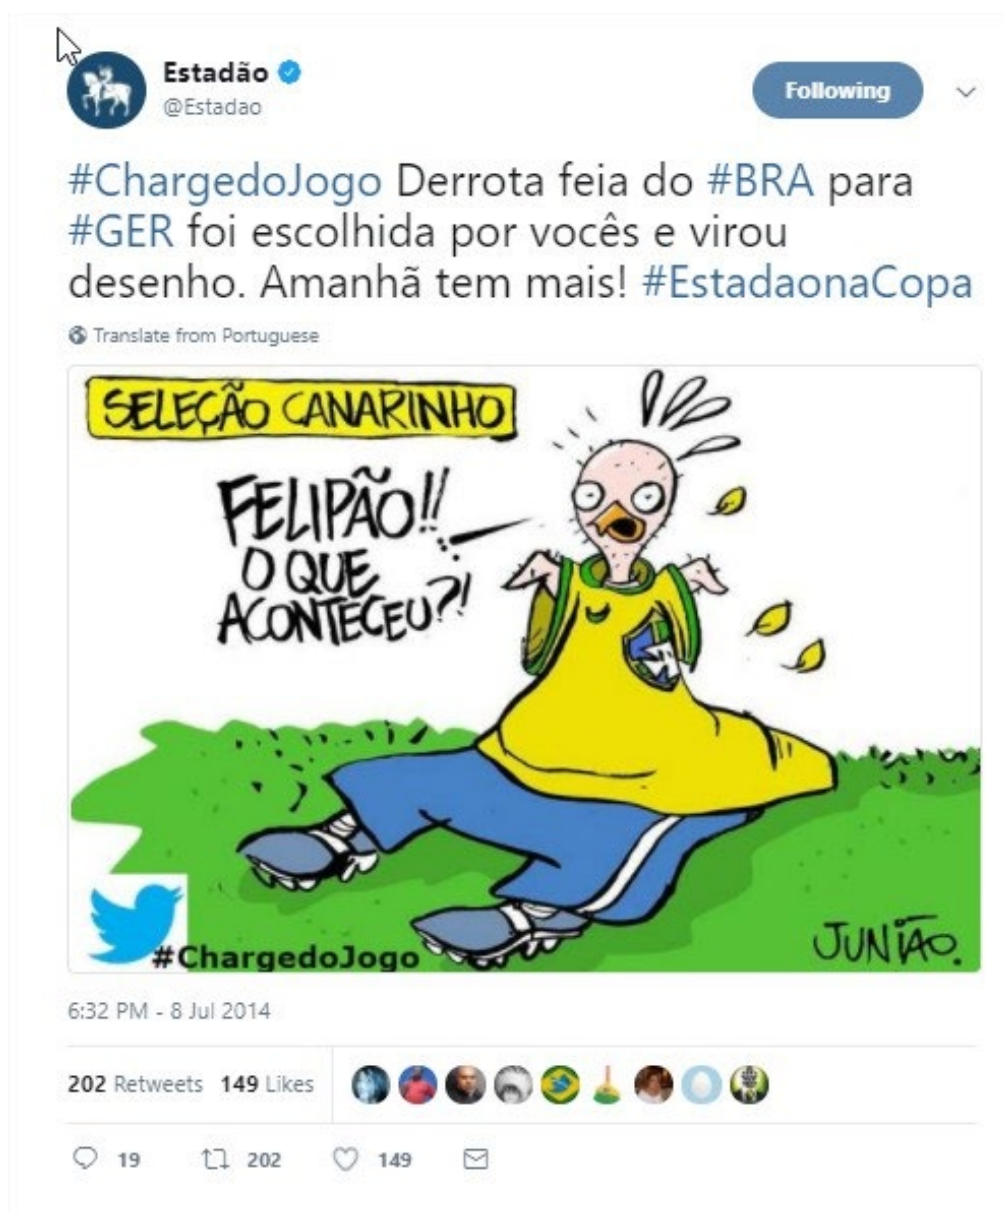 Estadão
@Estadao
Following
#ChargedoJogo Derrota feia do #BRA para
#GER foi escolhida por vocês e virou
desenho. Amanhã tem mais! #EstadaonaCopa
Translate from Portuguese
SELEÇÃO CANARINHO
FELIPÃO!!
O QUE
ACONTECEU?!
JUNIÃO.
#ChargedoJogo
6:32 PM - 8 Jul 2014
202 Retweets 149 Likes
19 202 149